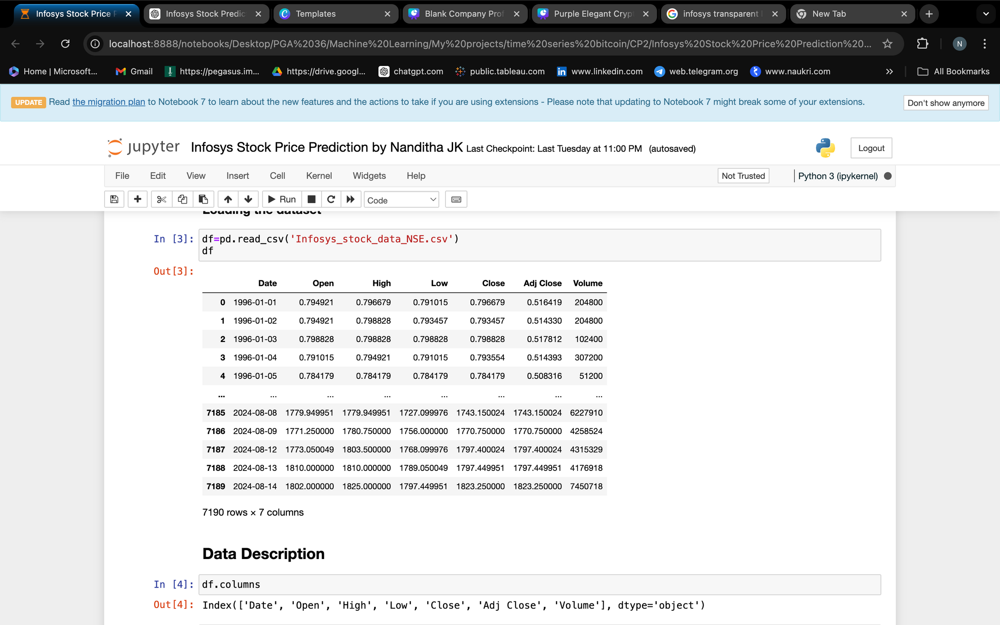 Infosys Stock Price P
Infosys Stock Predic
Templates
Blank Company Prof
Purple Elegant Cryp
infosys transparent
New Tab
localhost:8888/notebooks/Desktop/PGA%2036/Machine%20Learning/My%20projects/time%20series%20bitcoin/CP2/Infosys%20Stock%20Price%20Prediction%20...
N
Home | Microsoft...
Gmail
https://pegasus.im...
https://drive.googl...
chatgpt.com
public.tableau.com
www.linkedin.com
web.telegram.org
www.naukri.com
All Bookmarks
UPDATE Read the migration plan to Notebook 7 to learn about the new features and the actions to take if you are using extensions - Please note that updating to Notebook 7 might break some of your extensions.
Don't show anymore
jupyter Infosys Stock Price Prediction by Nanditha JK Last Checkpoint: Last Tuesday at 11:00 PM (autosaved)
Logout
File Edit View Insert Cell Kernel Widgets Help
Not Trusted
Python 3 (ipykernel)
Run
Code
Loading the dataset
In [3]: df=pd.read_csv('Infosys_stock_data_NSE.csv')
df
Out[3]:
Date Open High Low Close Adj Close Volume
0 1996-01-01 0.794921 0.796679 0.791015 0.796679 0.516419 204800
1 1996-01-02 0.794921 0.798828 0.793457 0.793457 0.514330 204800
2 1996-01-03 0.798828 0.798828 0.798828 0.798828 0.517812 102400
3 1996-01-04 0.791015 0.794921 0.791015 0.793554 0.514393 307200
4 1996-01-05 0.784179 0.784179 0.784179 0.784179 0.508316 51200
... ... ... ... ... ... ... ...
7185 2024-08-08 1779.949951 1779.949951 1727.099976 1743.150024 1743.150024 6227910
7186 2024-08-09 1771.250000 1780.750000 1756.000000 1770.750000 1770.750000 4258524
7187 2024-08-12 1773.050049 1803.500000 1768.099976 1797.400024 1797.400024 4315329
7188 2024-08-13 1810.000000 1810.000000 1789.050049 1797.449951 1797.449951 4176918
7189 2024-08-14 1802.000000 1825.000000 1797.449951 1823.250000 1823.250000 7450718
7190 rows × 7 columns
Data Description
In [4]: df.columns
Out[4]: Index(['Date', 'Open', 'High', 'Low', 'Close', 'Adj Close', 'Volume'], dtype='object')